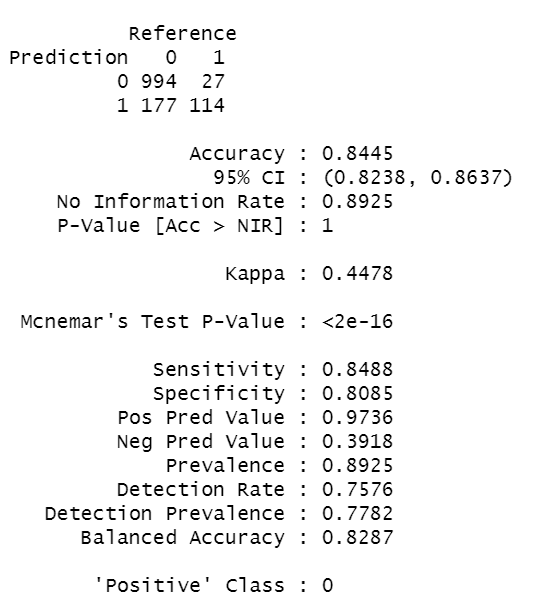 Reference
Prediction 0 1
0 994 27
1 177 114
Accuracy : 0.8445
95% CI : (0.8238, 0.8637)
No Information Rate : 0.8925
P-Value [Acc > NIR] : 1
Kappa : 0.4478
Mcnemar's Test P-Value : <2e-16
Sensitivity : 0.8488
Specificity : 0.8085
Pos Pred Value : 0.9736
Neg Pred Value : 0.3918
Prevalence : 0.8925
Detection Rate : 0.7576
Detection Prevalence : 0.7782
Balanced Accuracy : 0.8287
'Positive' Class : 0